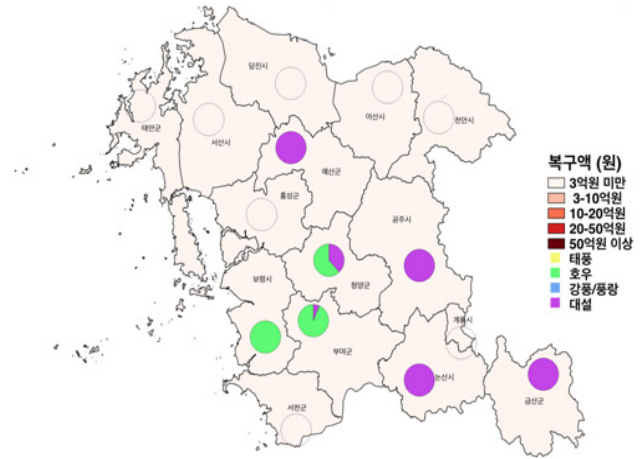 당진시
아산시
천안시
태안군
서산시
예산군
홍성군
공주시
보령시
청양군
계룡시
부여군
논산시
금산군
서천군
복구액 (원)
3억원 미만
3-10억원
10-20억원
20-50억원
50억원 이상
태풍
호우
강풍/풍랑
대설